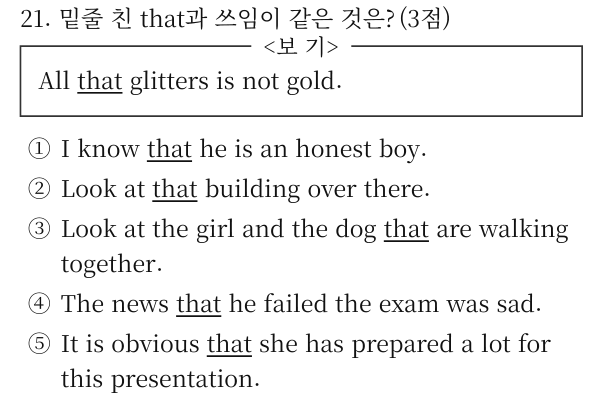 21. 밑줄 친 that과 쓰임이 같은 것은?(3점)
<보 기>
All that glitters is not gold.
① I know that he is an honest boy.
② Look at that building over there.
③ Look at the girl and the dog that are walking
together.
④ The news that he failed the exam was sad.
⑤ It is obvious that she has prepared a lot for
this presentation.